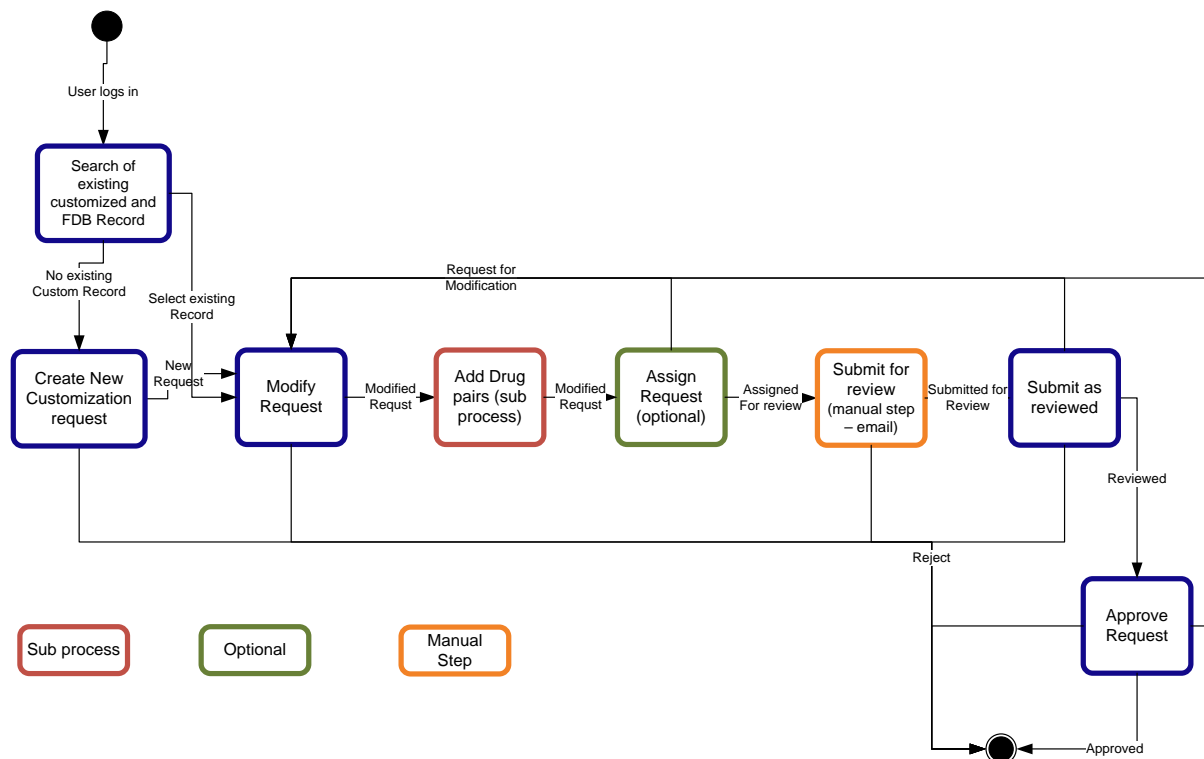 User logs in
Search of
existing
customized and
FDB Record
No existing
Custom Record
Select existing
Record
Request for
Modification
Create New
Customization
request
New
Request
Modify
Request
Modified
Requst
Add Drug
pairs (sub
process)
Modified
Requst
Assign
Request
(optional)
Assigned
For review
Submit for
review
(manual step
– email)
Submitted for
Review
Submit as
reviewed
Reviewed
Reject
Approve
Request
Sub process
Optional
Manual
Step
Approved